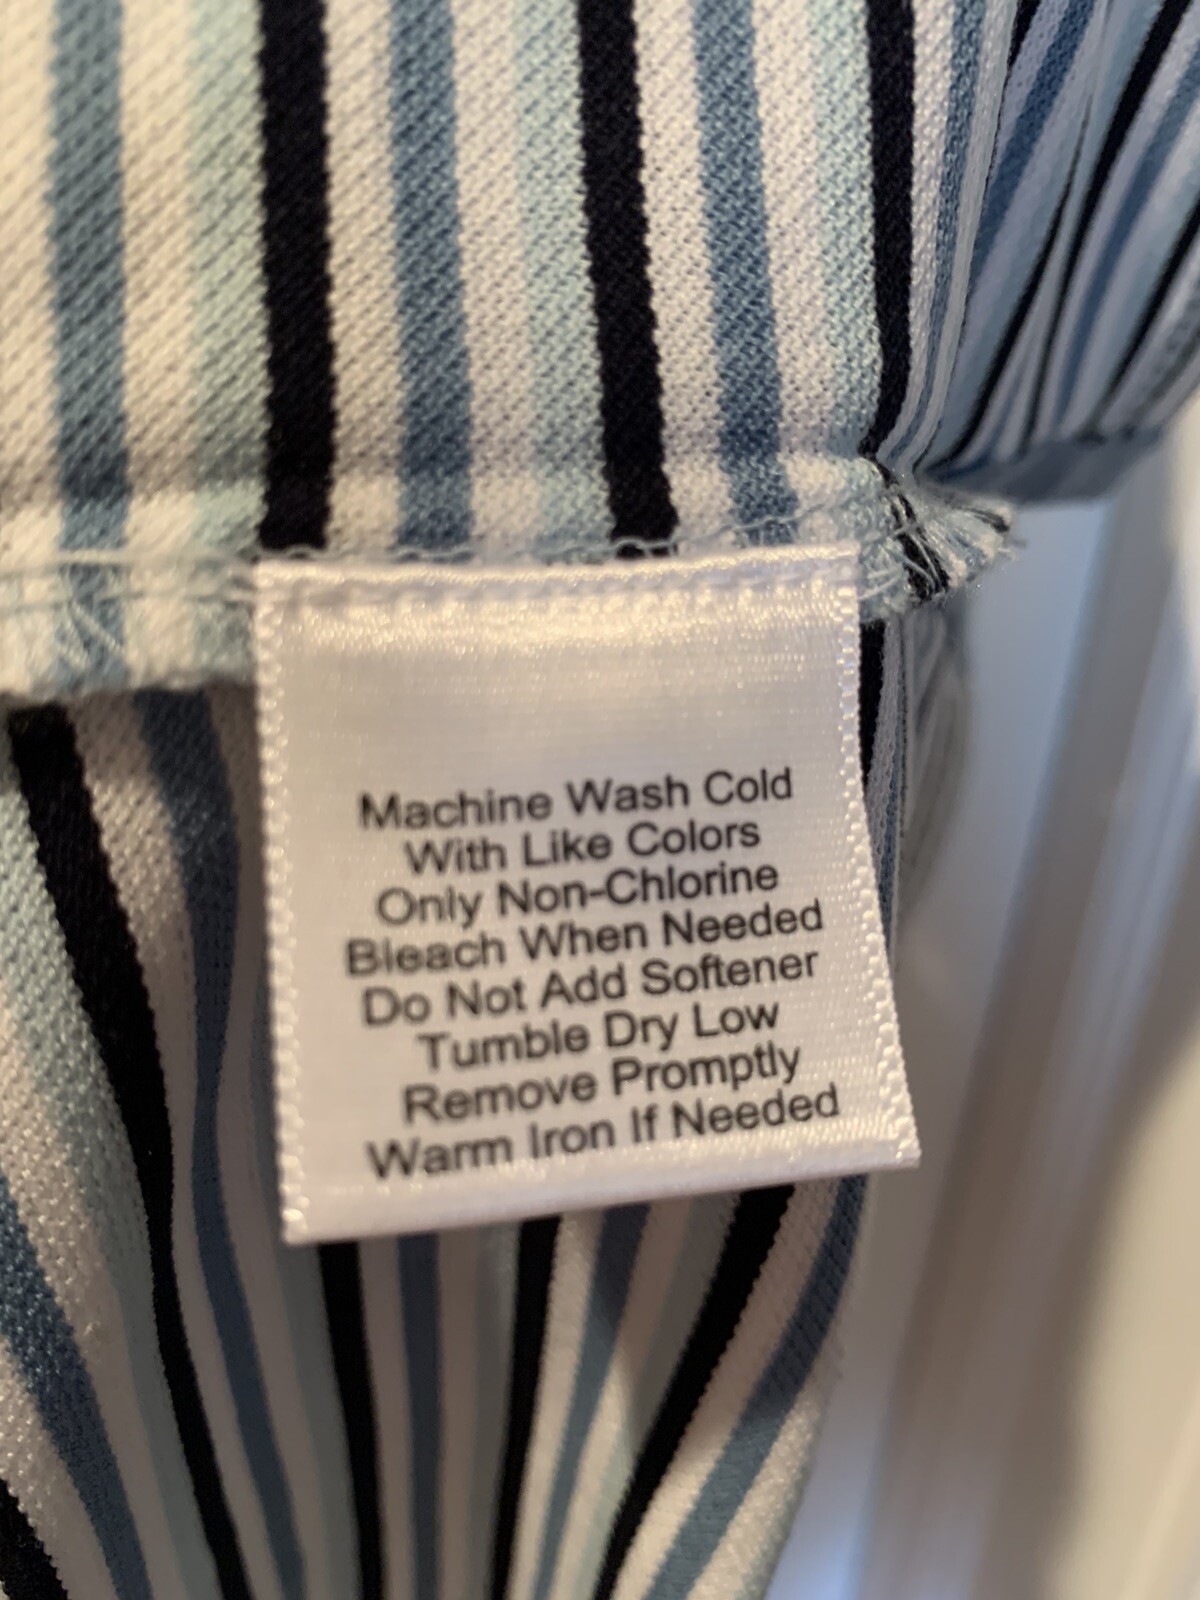 Machine Wash Cold
With Like Colors
Only Non-Chlorine
Bleach When Needed
Do Not Add Softener
Tumble Dry Low
Remove Promptly
Warm Iron If Needed